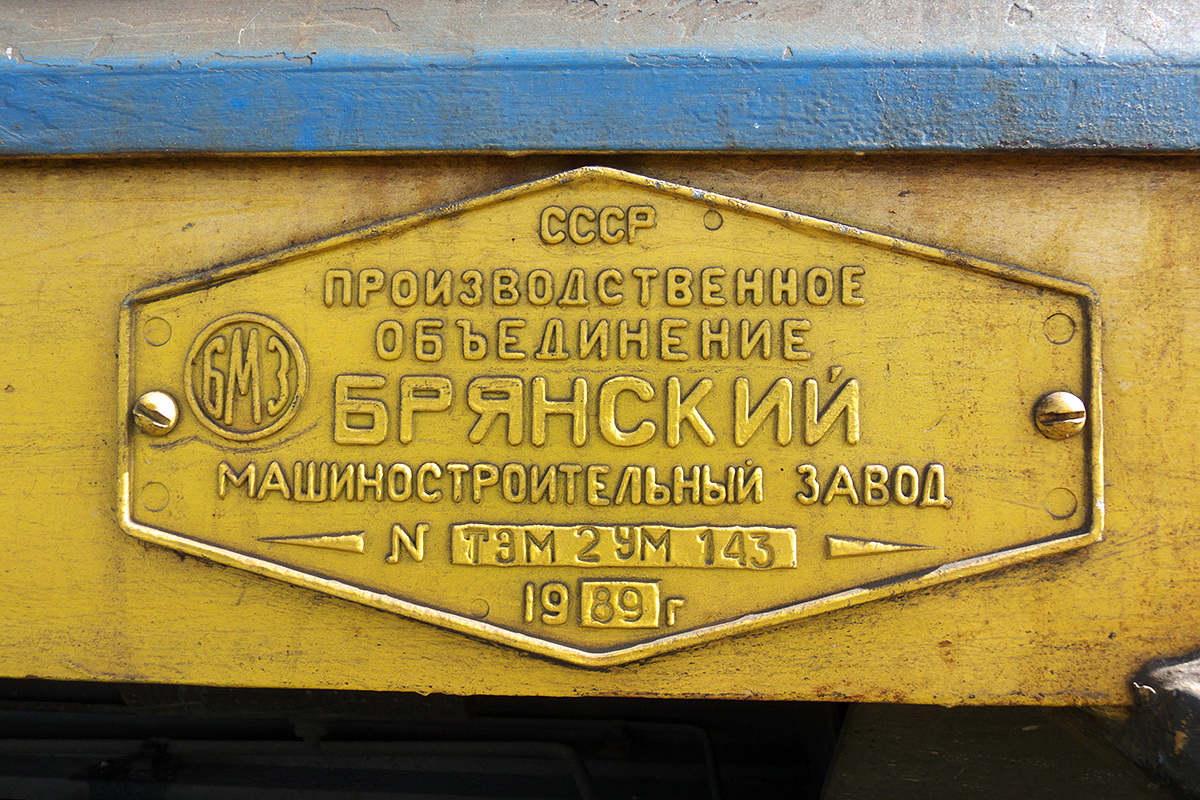 СССР
ПРОИЗВОДСТВЕННОЕ
ОБЪЕДИНЕНИЕ
БМЗ
БРЯНСКИЙ
МАШИНОСТРОИТЕЛЬНЫЙ ЗАВОД
N ТЭМ 2 УМ 143
1989 г